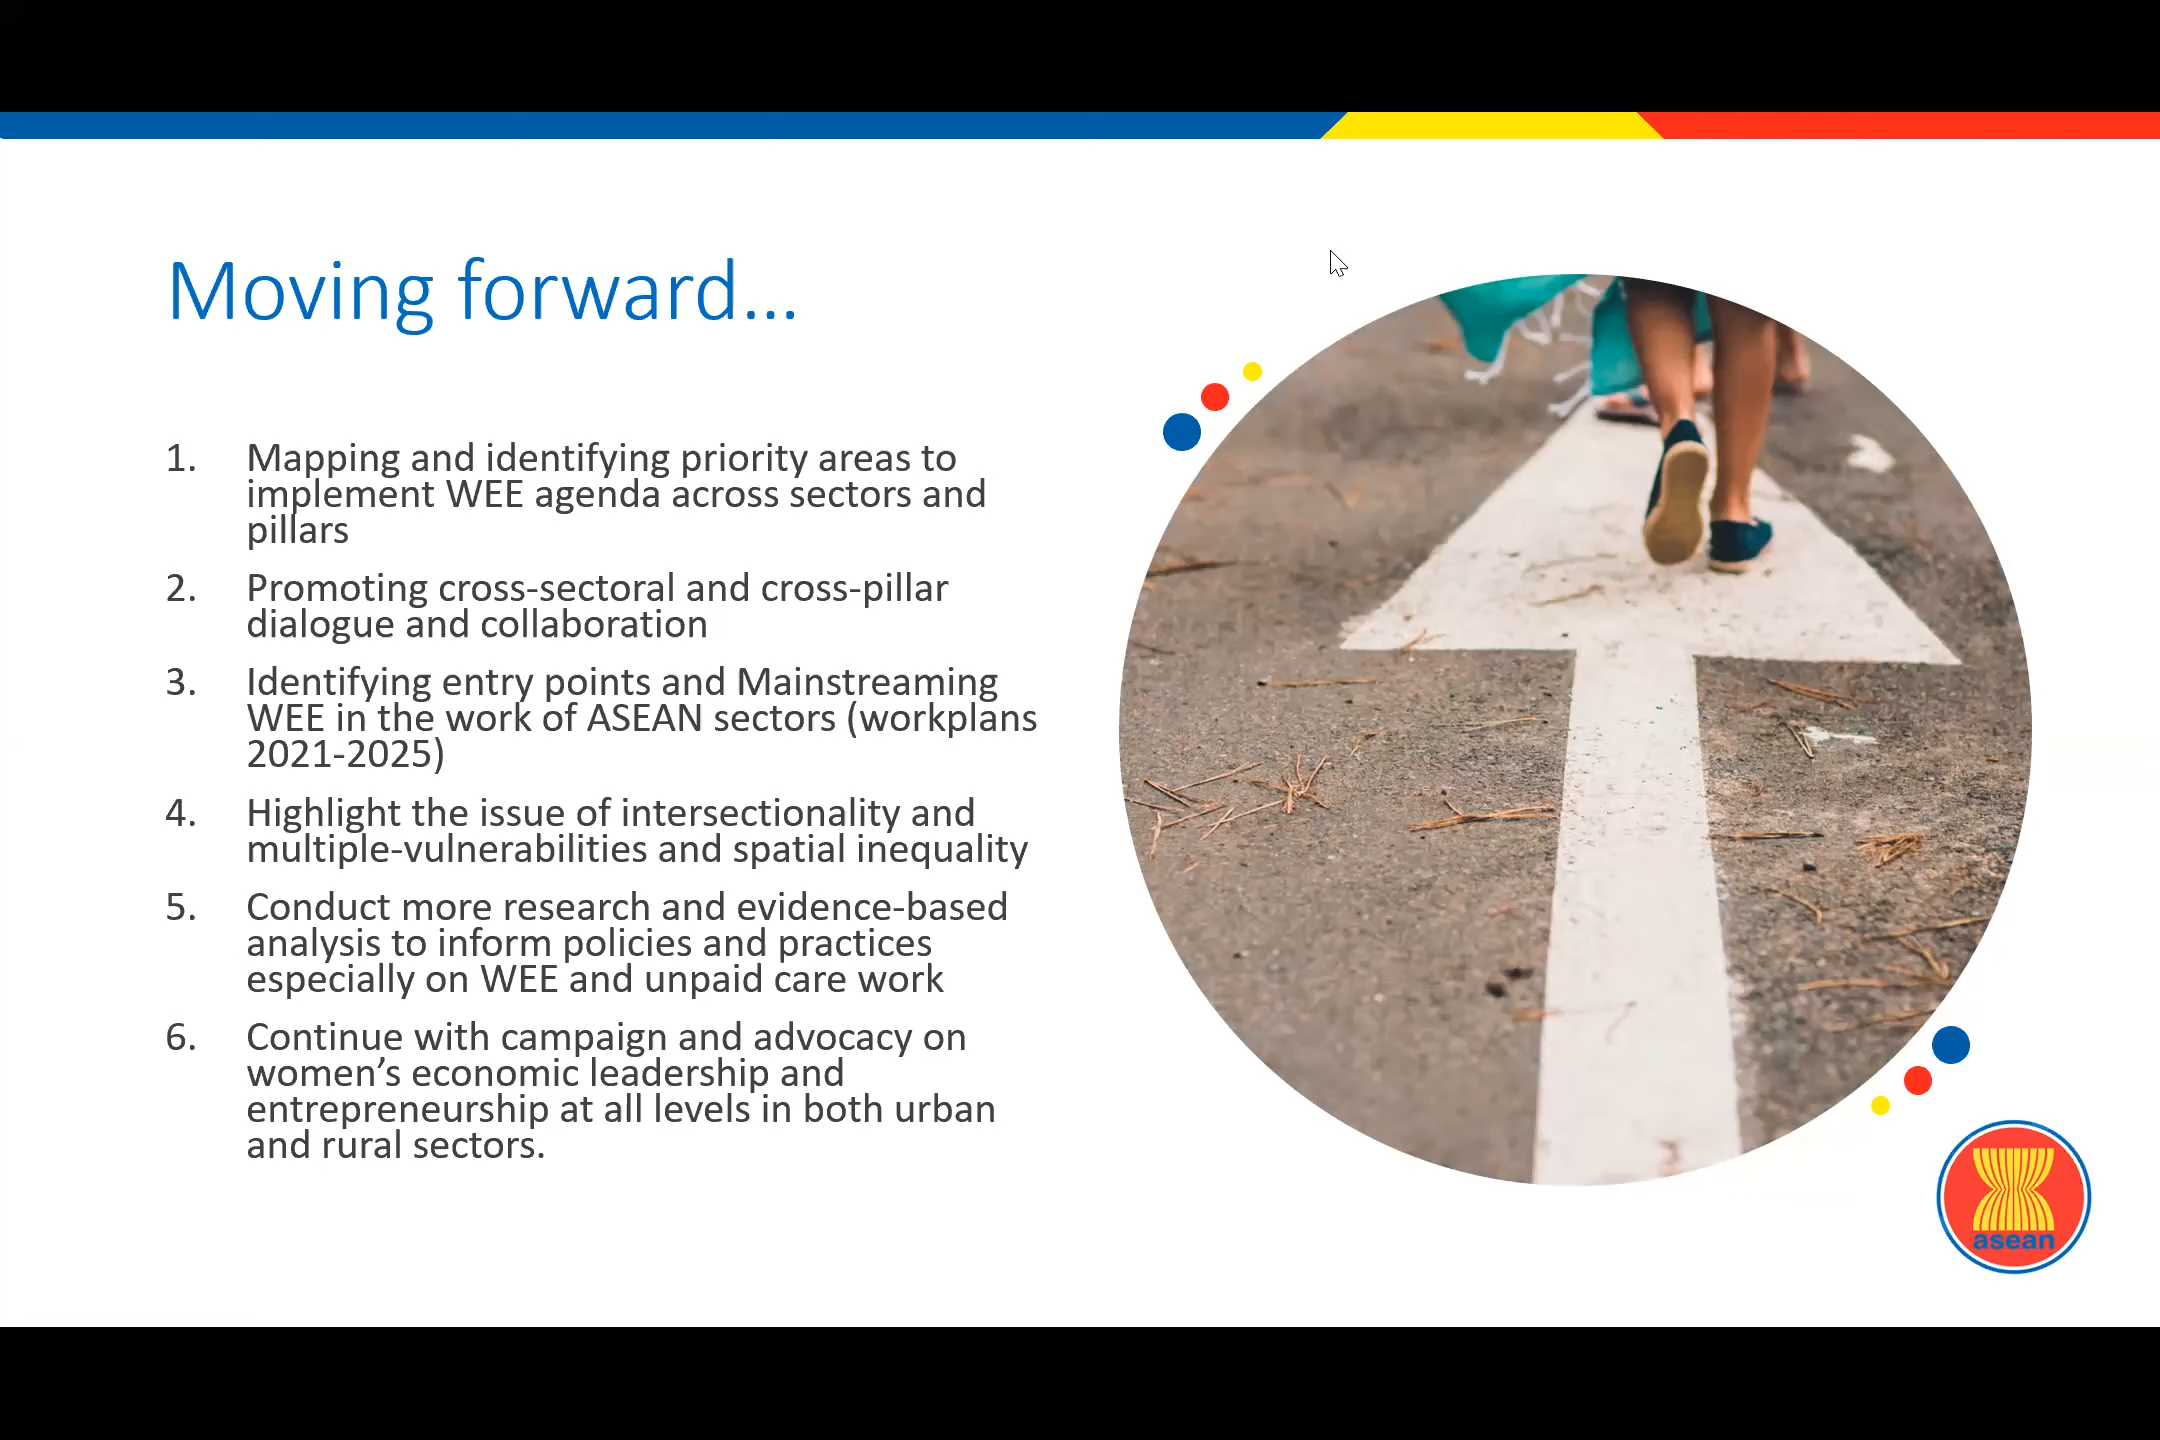 Moving forward...
1. Mapping and identifying priority areas to
implement WEE agenda across sectors and
pillars
2. Promoting cross-sectoral and cross-pillar
dialogue and collaboration
3. Identifying entry points and Mainstreaming
WEE in the work of ASEAN sectors (workplans
2021-2025)
4. Highlight the issue of intersectionality and
multiple-vulnerabilities and spatial inequality
5. Conduct more research and evidence-based
analysis to inform policies and practices
especially on WEE and unpaid care work
6. Continue with campaign and advocacy on
women’s economic leadership and
entrepreneurship at all levels in both urban
and rural sectors.
asean